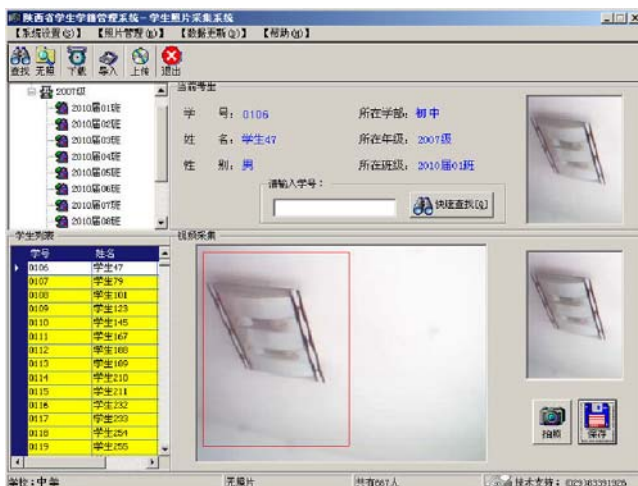 陕西省学生学籍管理系统-学生照片采集系统
【系统设置(S)】 【照片管理(P)】 【数据更新(D)】 【帮助(H)】
查找 无照 下载 导入 上传 退出
2007级
2010届01班
2010届02班
2010届03班
2010届04班
2010届05班
2010届06班
2010届07班
2010届08班
当前考生
学 号: 0106 所在学部: 初中
姓 名: 学生47 所在年级: 2007级
性 别: 男 所在班级: 2010届01班
请输入学号:
快速查找[Q]
学生列表
学号 姓名
0106 学生47
0107 学生79
0108 学生101
0109 学生123
0110 学生145
0111 学生167
0112 学生188
0113 学生189
0114 学生210
0115 学生211
0116 学生232
0117 学生233
0118 学生254
0119 学生255
视频采集
拍照 保存
学校:中学 无照片 共有667人 技术支持: